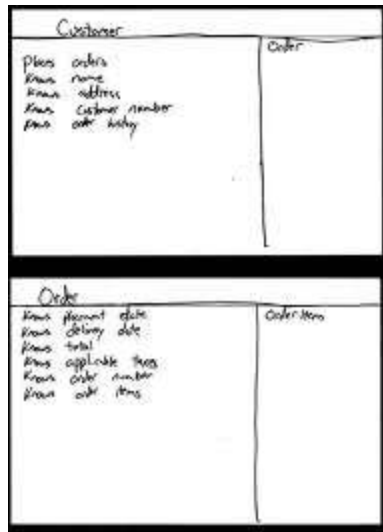 Customer
Places orders
Knows name
Knows address
Knows customer number
Knows order history
Order
Order
Knows placement date
Knows delivery date
Knows total
Knows applicable taxes
Knows order number
Knows order items
Order Item